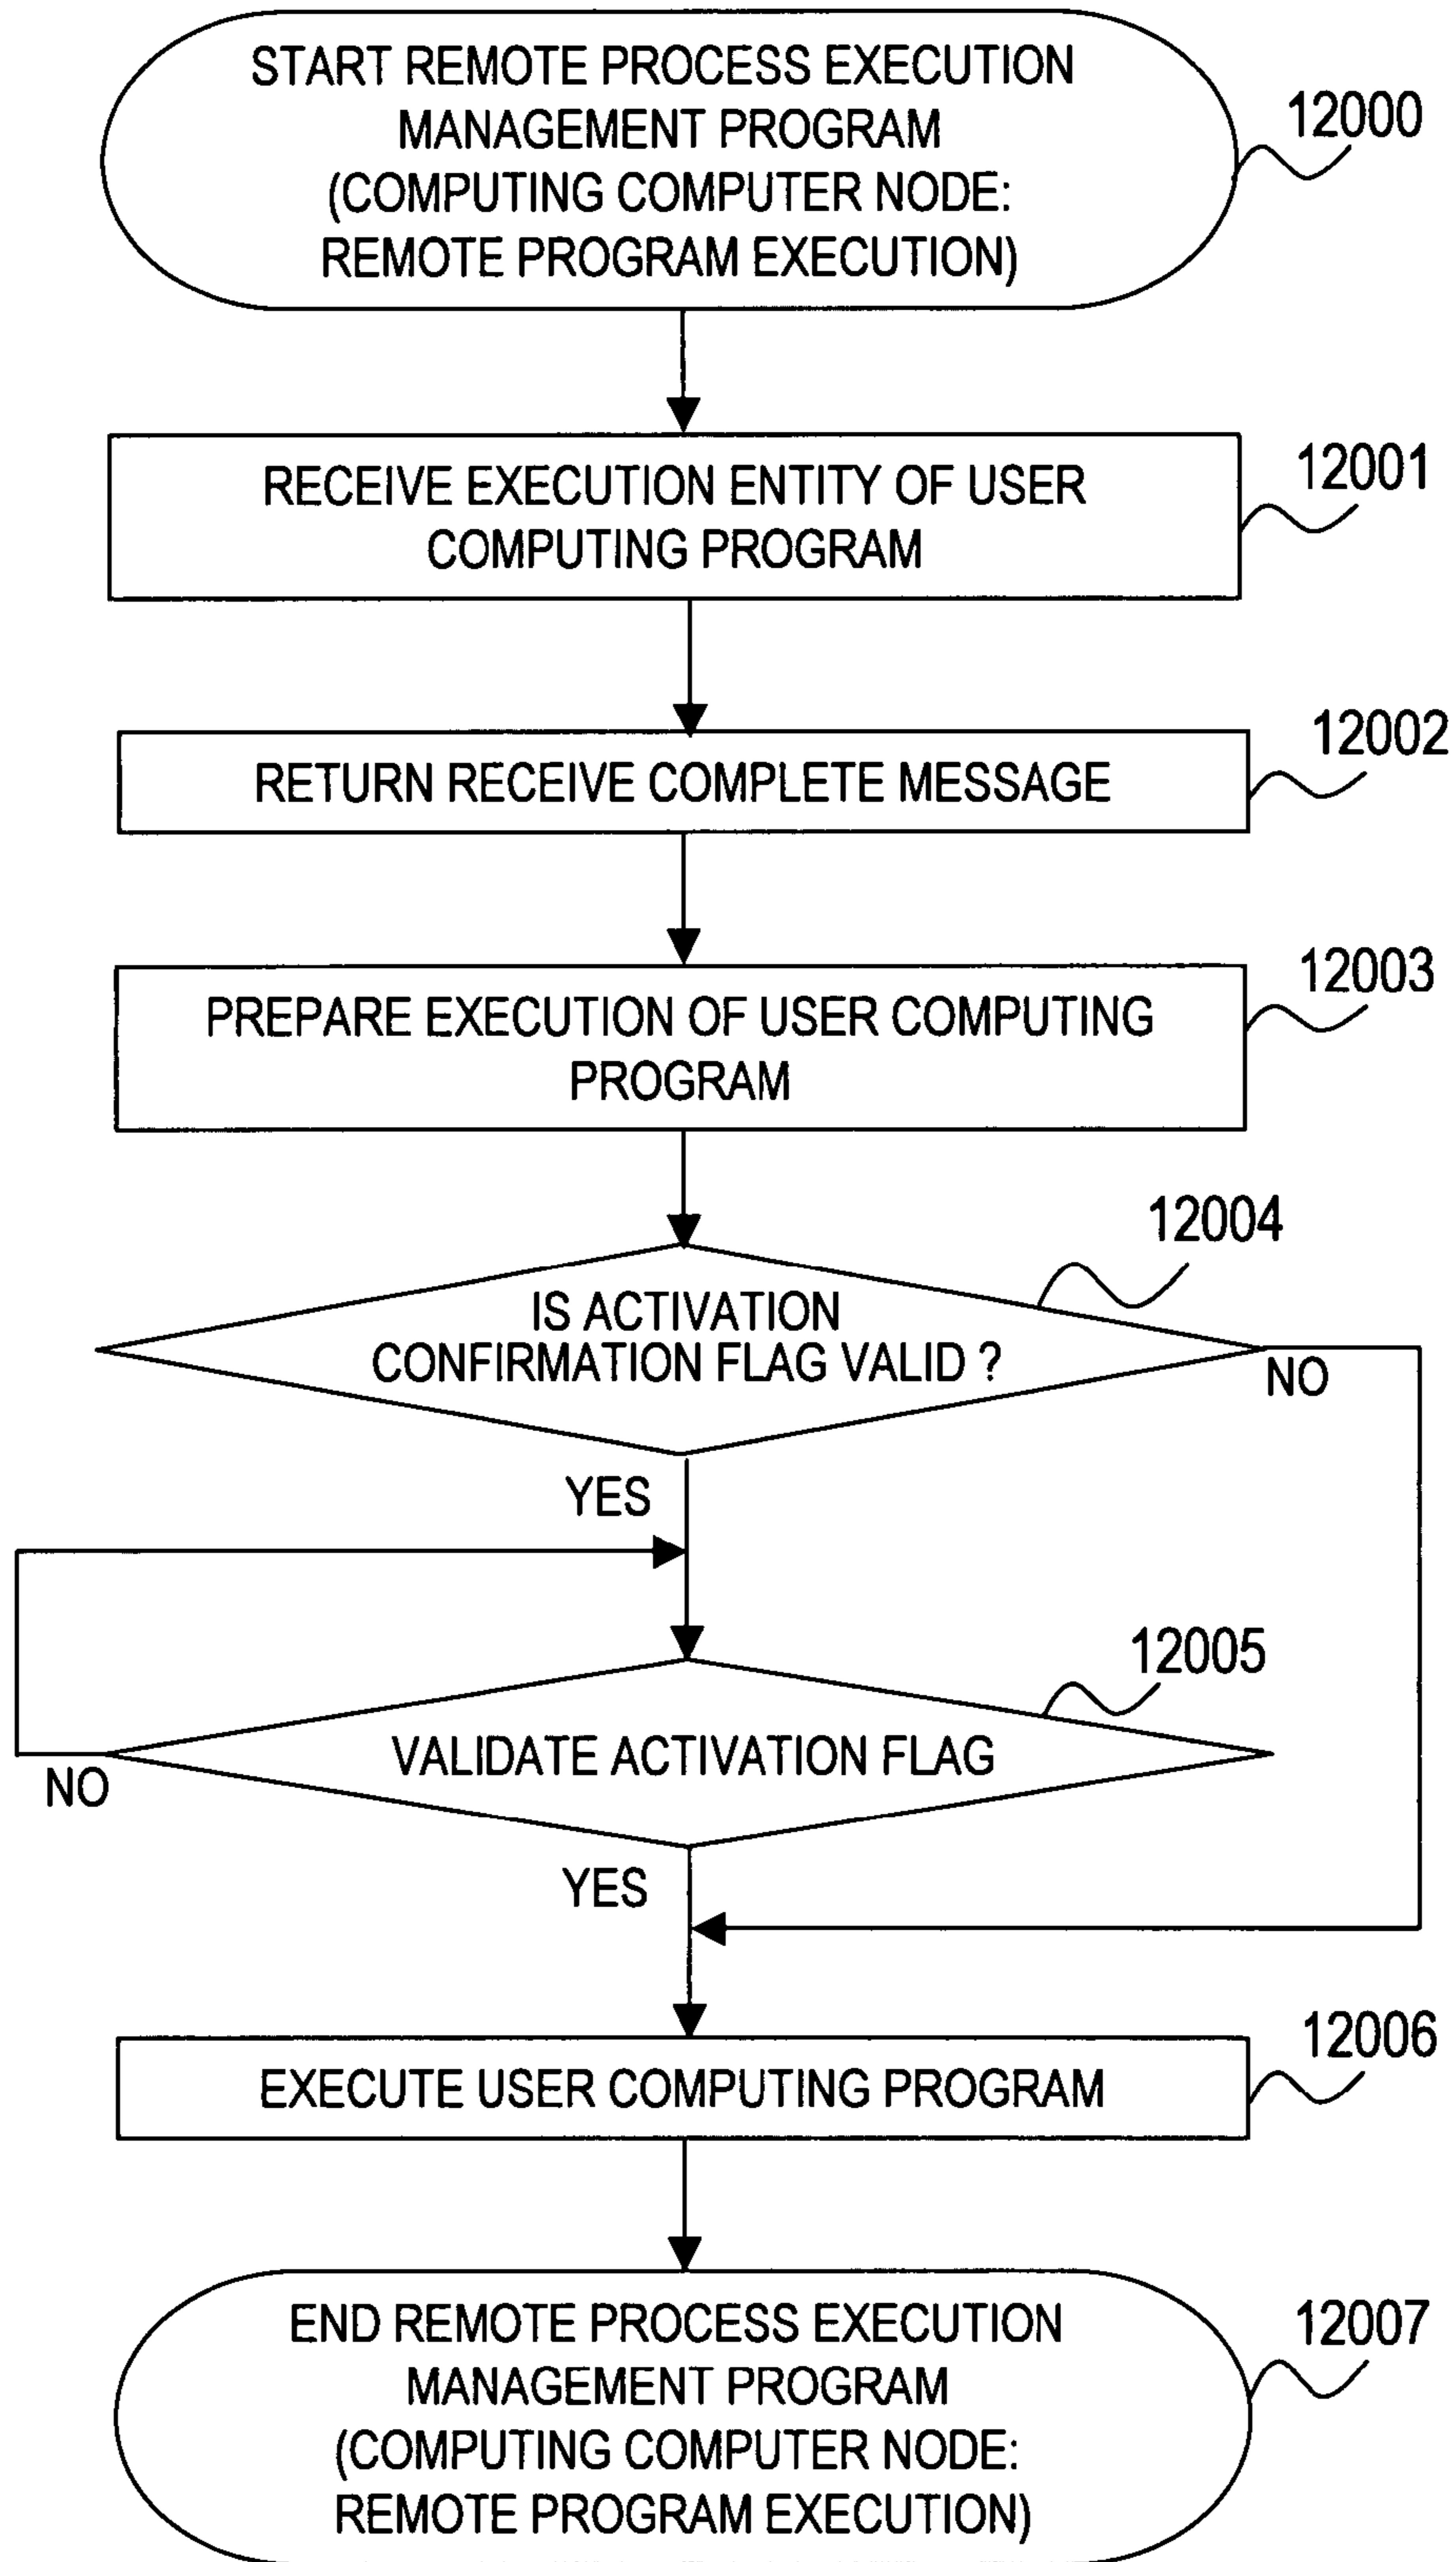 START REMOTE PROCESS EXECUTION
MANAGEMENT PROGRAM
(COMPUTING COMPUTER NODE:
REMOTE PROGRAM EXECUTION)
12000
RECEIVE EXECUTION ENTITY OF USER
COMPUTING PROGRAM
12001
RETURN RECEIVE COMPLETE MESSAGE
12002
PREPARE EXECUTION OF USER COMPUTING
PROGRAM
12003
12004
IS ACTIVATION
CONFIRMATION FLAG VALID ?
NO
YES
12005
VALIDATE ACTIVATION FLAG
NO
YES
EXECUTE USER COMPUTING PROGRAM
12006
END REMOTE PROCESS EXECUTION
MANAGEMENT PROGRAM
(COMPUTING COMPUTER NODE:
REMOTE PROGRAM EXECUTION)
12007